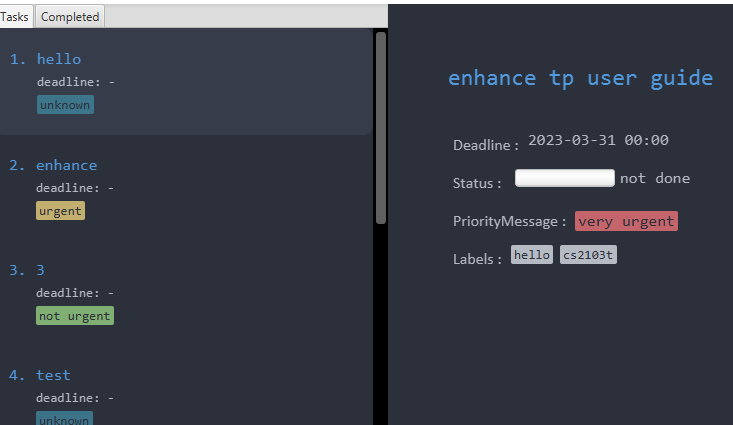 Tasks Completed
1. hello
deadline: -
unknown
2. enhance
deadline: -
urgent
3. 3
deadline: -
not urgent
4. test
deadline: -
unknown
enhance tp user guide
Deadline : 2023-03-31 00:00
Status : not done
PriorityMessage : very urgent
Labels : hello cs2103t